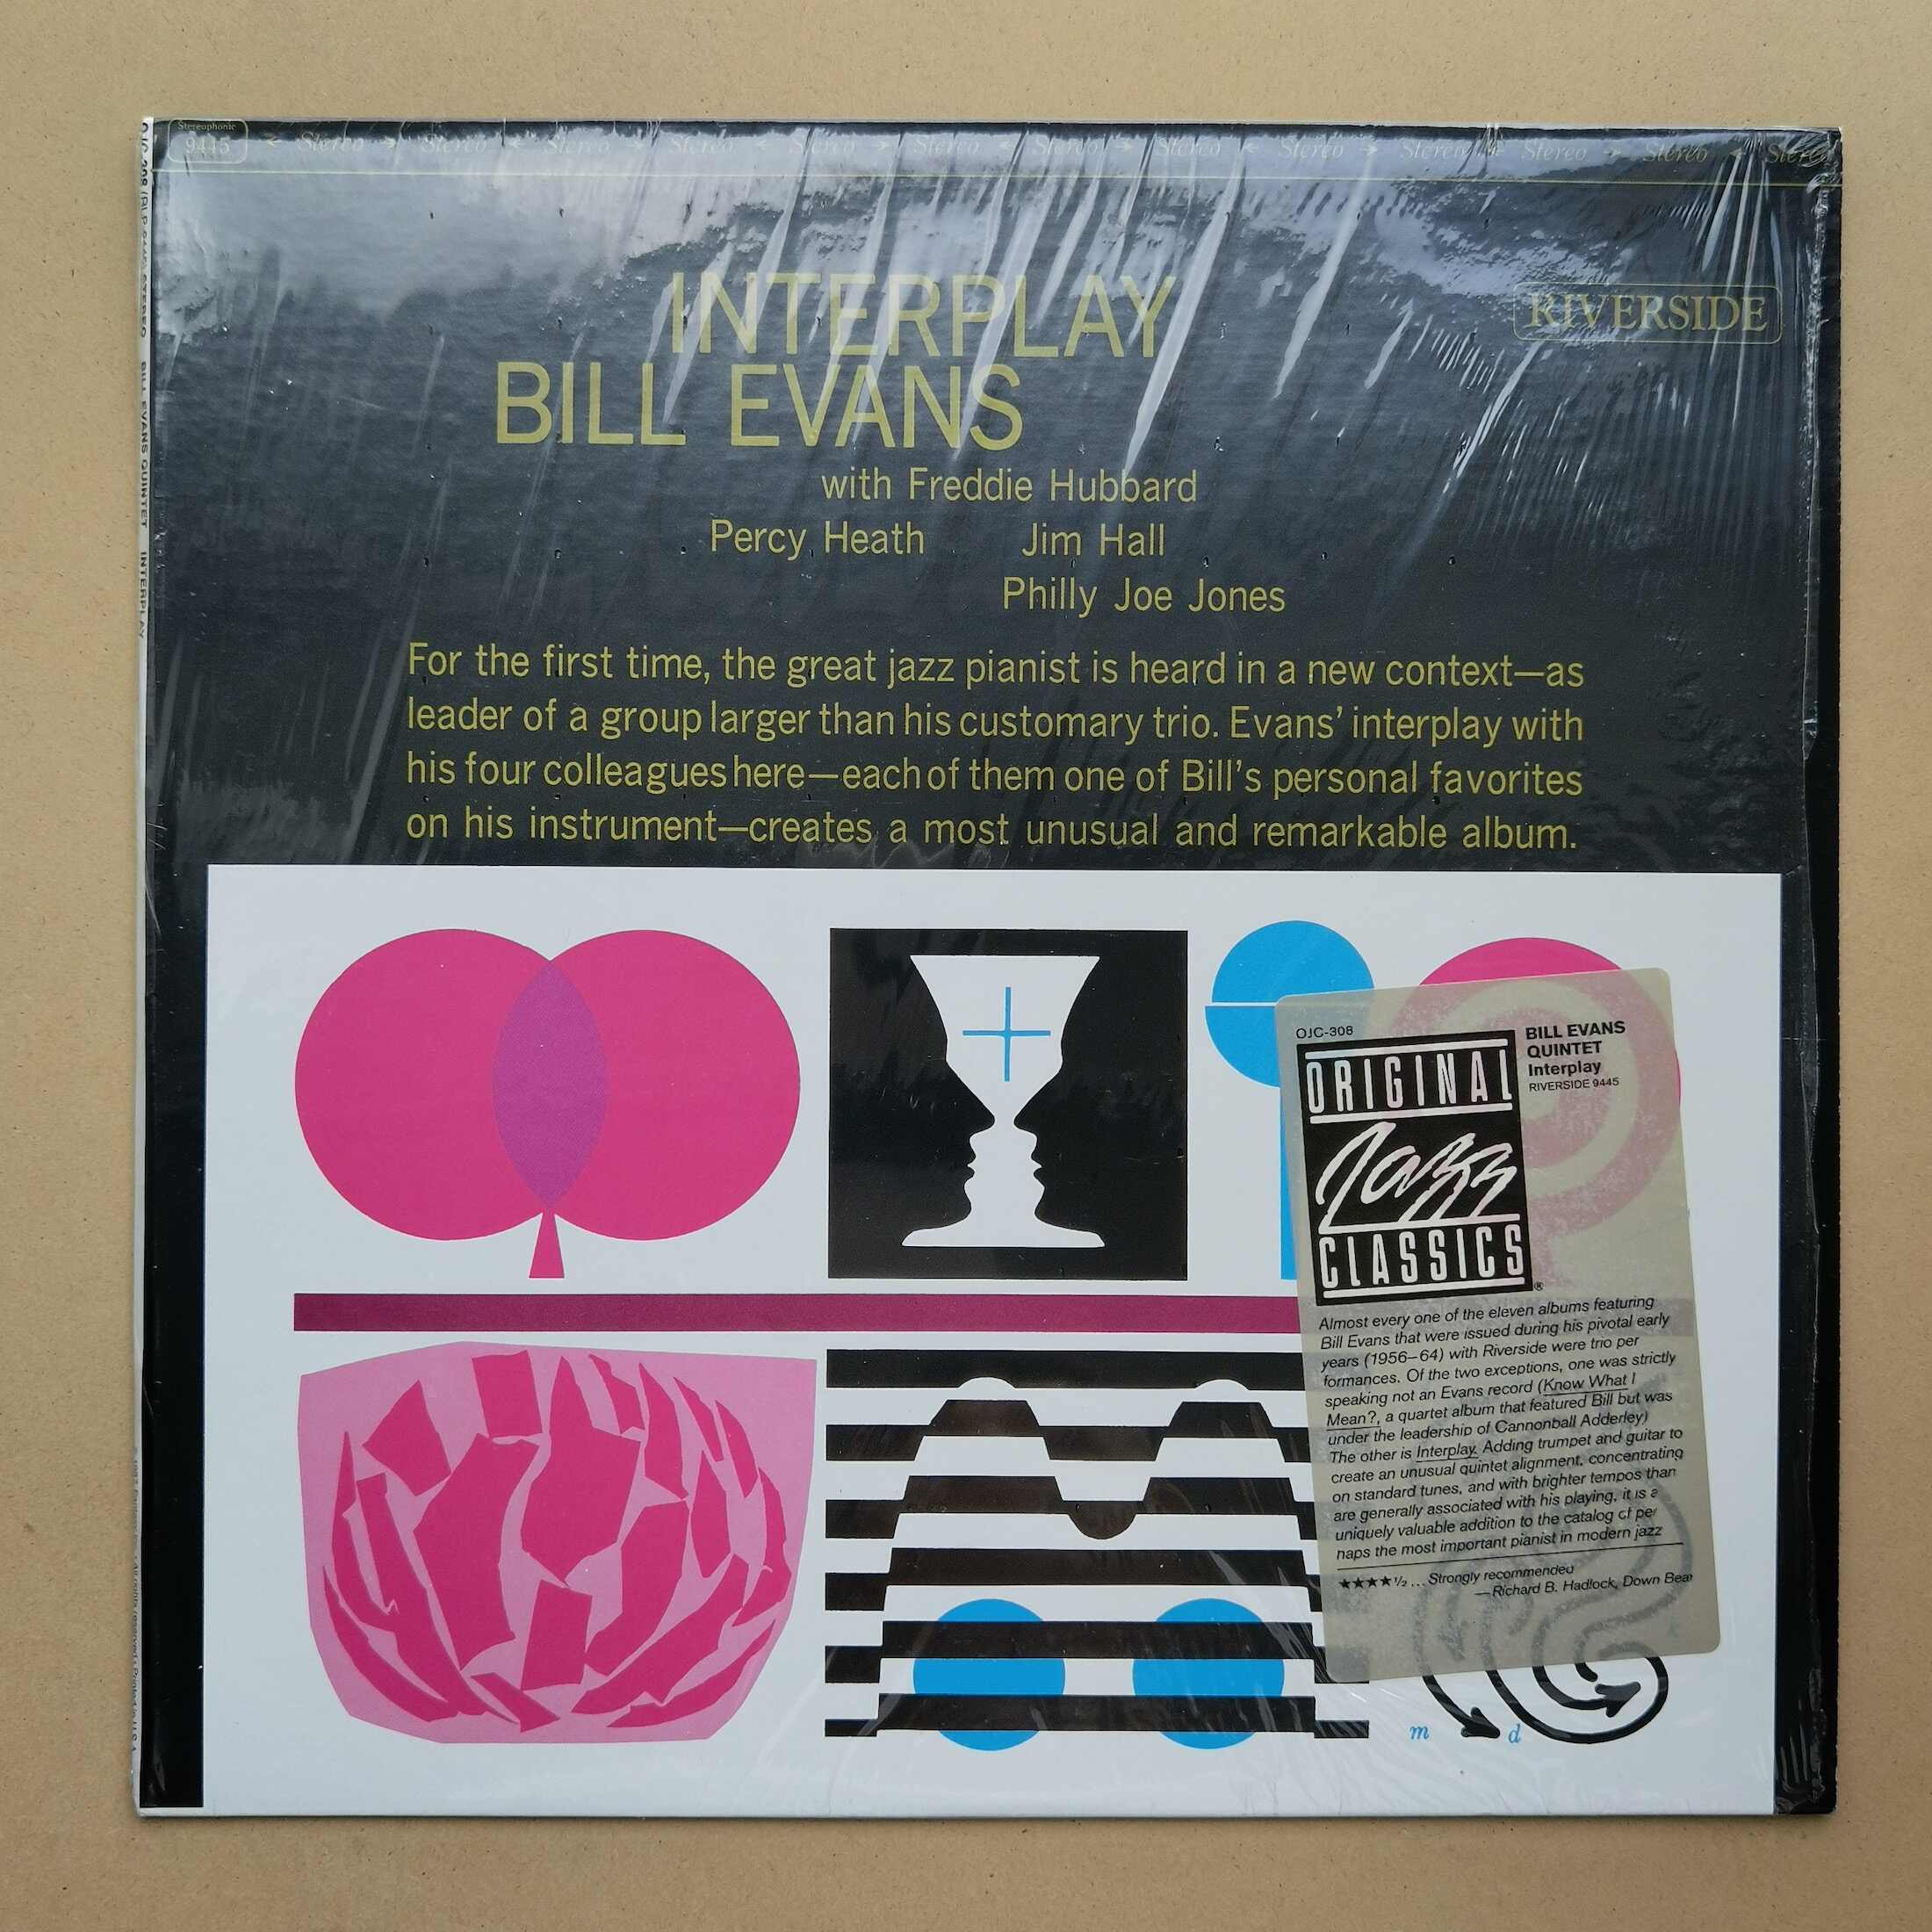 Stereophonic
9445
Stereo Stereo Stereo Stereo Stereo Stereo Stereo Stereo Stereo Stereo Stereo Stereo Stereo
INTERPLAY
RIVERSIDE
BILL EVANS
with Freddie Hubbard
Percy Heath Jim Hall
Philly Joe Jones
For the first time, the great jazz pianist is heard in a new context—as
leader of a group larger than his customary trio. Evans' interplay with
his four colleagues here—each of them one of Bill's personal favorites
on his instrument—creates a most unusual and remarkable album.
OJC-308
ORIGINAL
Jazz
CLASSICS
®
BILL EVANS
QUINTET
Interplay
RIVERSIDE 9445
Almost every one of the eleven albums featuring
Bill Evans that were issued during his pivotal early
years (1956–64) with Riverside were trio per
formances. Of the two exceptions, one was strictly
speaking not an Evans record (Know What I
Mean?, a quartet album that featured Bill but was
under the leadership of Cannonball Adderley)
The other is Interplay. Adding trumpet and guitar to
create an unusual quintet alignment, concentrating
on standard tunes, and with brighter tempos than
are generally associated with his playing, it is a
uniquely valuable addition to the catalog of per
haps the most important pianist in modern jazz
★★★★½ ... Strongly recommended
—Richard B. Hadlock, Down Beat
m d
OJC-308 STEREO BILL EVANS QUINTET INTERPLAY